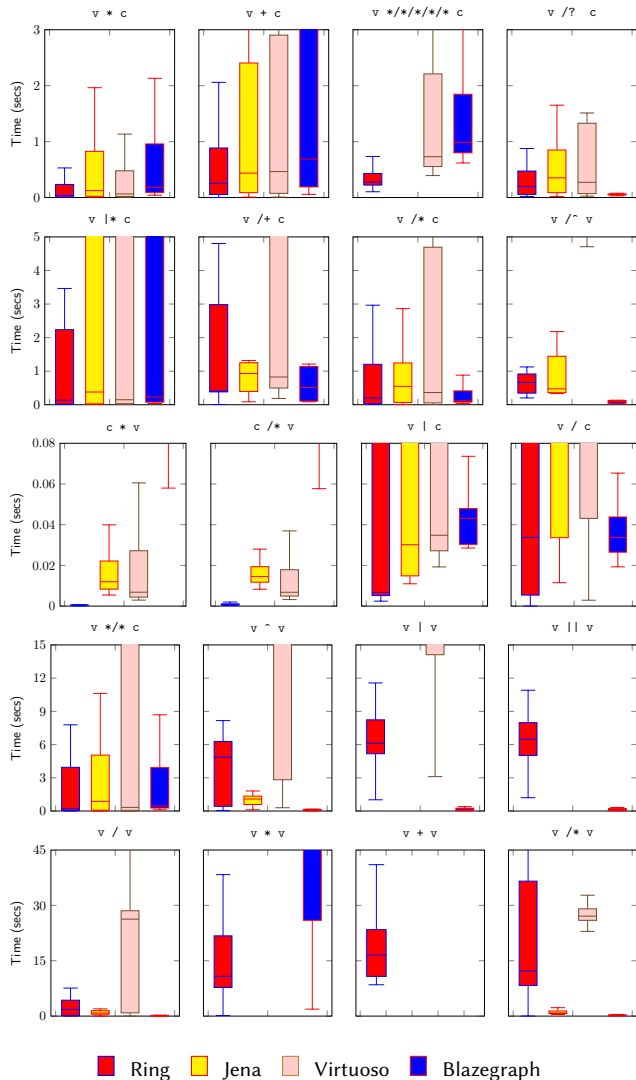 v * c
v + c
v */*/*/*/* c
v /? c
Time (secs)
3
2
1
0
v |* c
v /+ c
v /* c
v /^ v
Time (secs)
5
4
3
2
1
0
c * v
c /* v
v | c
v / c
Time (secs)
0.08
0.06
0.04
0.02
0
v */* c
v ^ v
v | v
v || v
Time (secs)
15
12
9
6
3
0
v / v
v * v
v + v
v /* v
Time (secs)
45
30
15
0
Ring Jena Virtuoso Blazegraph